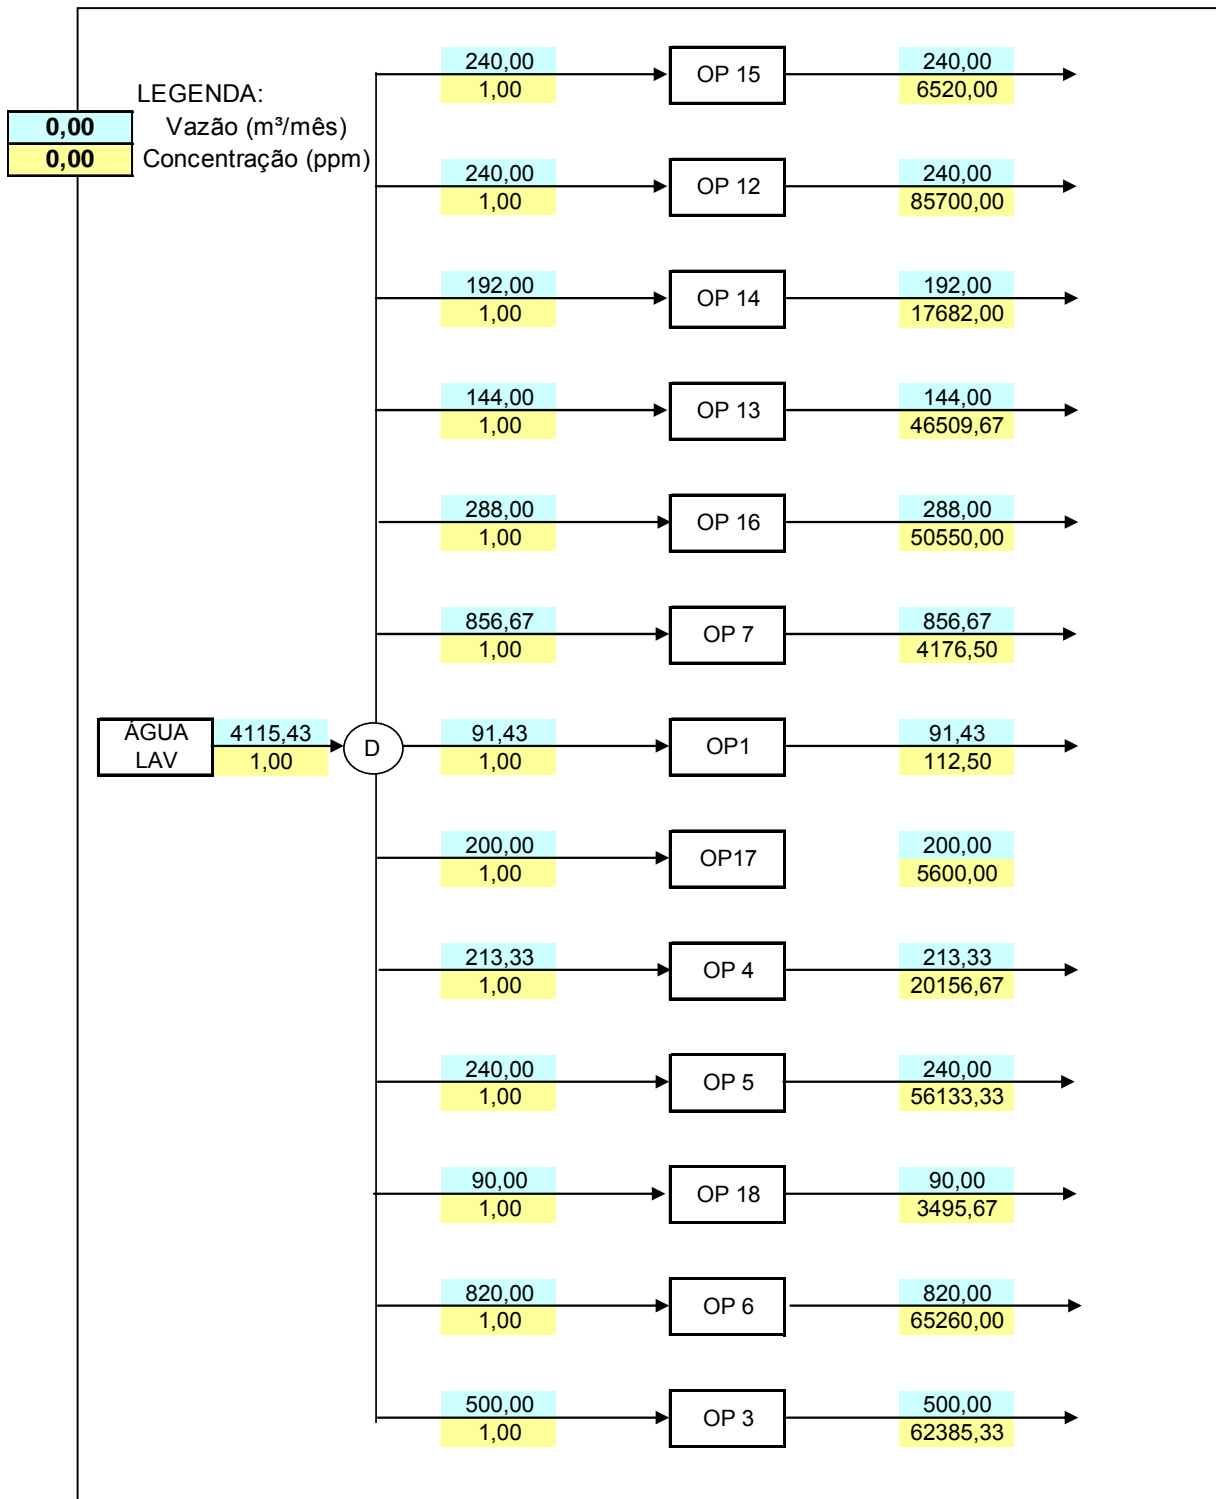 240,00
OP 15
240,00
1,00
6520,00
LEGENDA:
0,00 Vazão (m³/mês)
0,00 Concentração (ppm)
240,00
OP 12
240,00
1,00
85700,00
192,00
OP 14
192,00
1,00
17682,00
144,00
OP 13
144,00
1,00
46509,67
288,00
OP 16
288,00
1,00
50550,00
856,67
OP 7
856,67
1,00
4176,50
ÁGUA
LAV
4115,43
1,00
D
91,43
OP1
91,43
1,00
112,50
200,00
OP17
200,00
1,00
5600,00
213,33
OP 4
213,33
1,00
20156,67
240,00
OP 5
240,00
1,00
56133,33
90,00
OP 18
90,00
1,00
3495,67
820,00
OP 6
820,00
1,00
65260,00
500,00
OP 3
500,00
1,00
62385,33